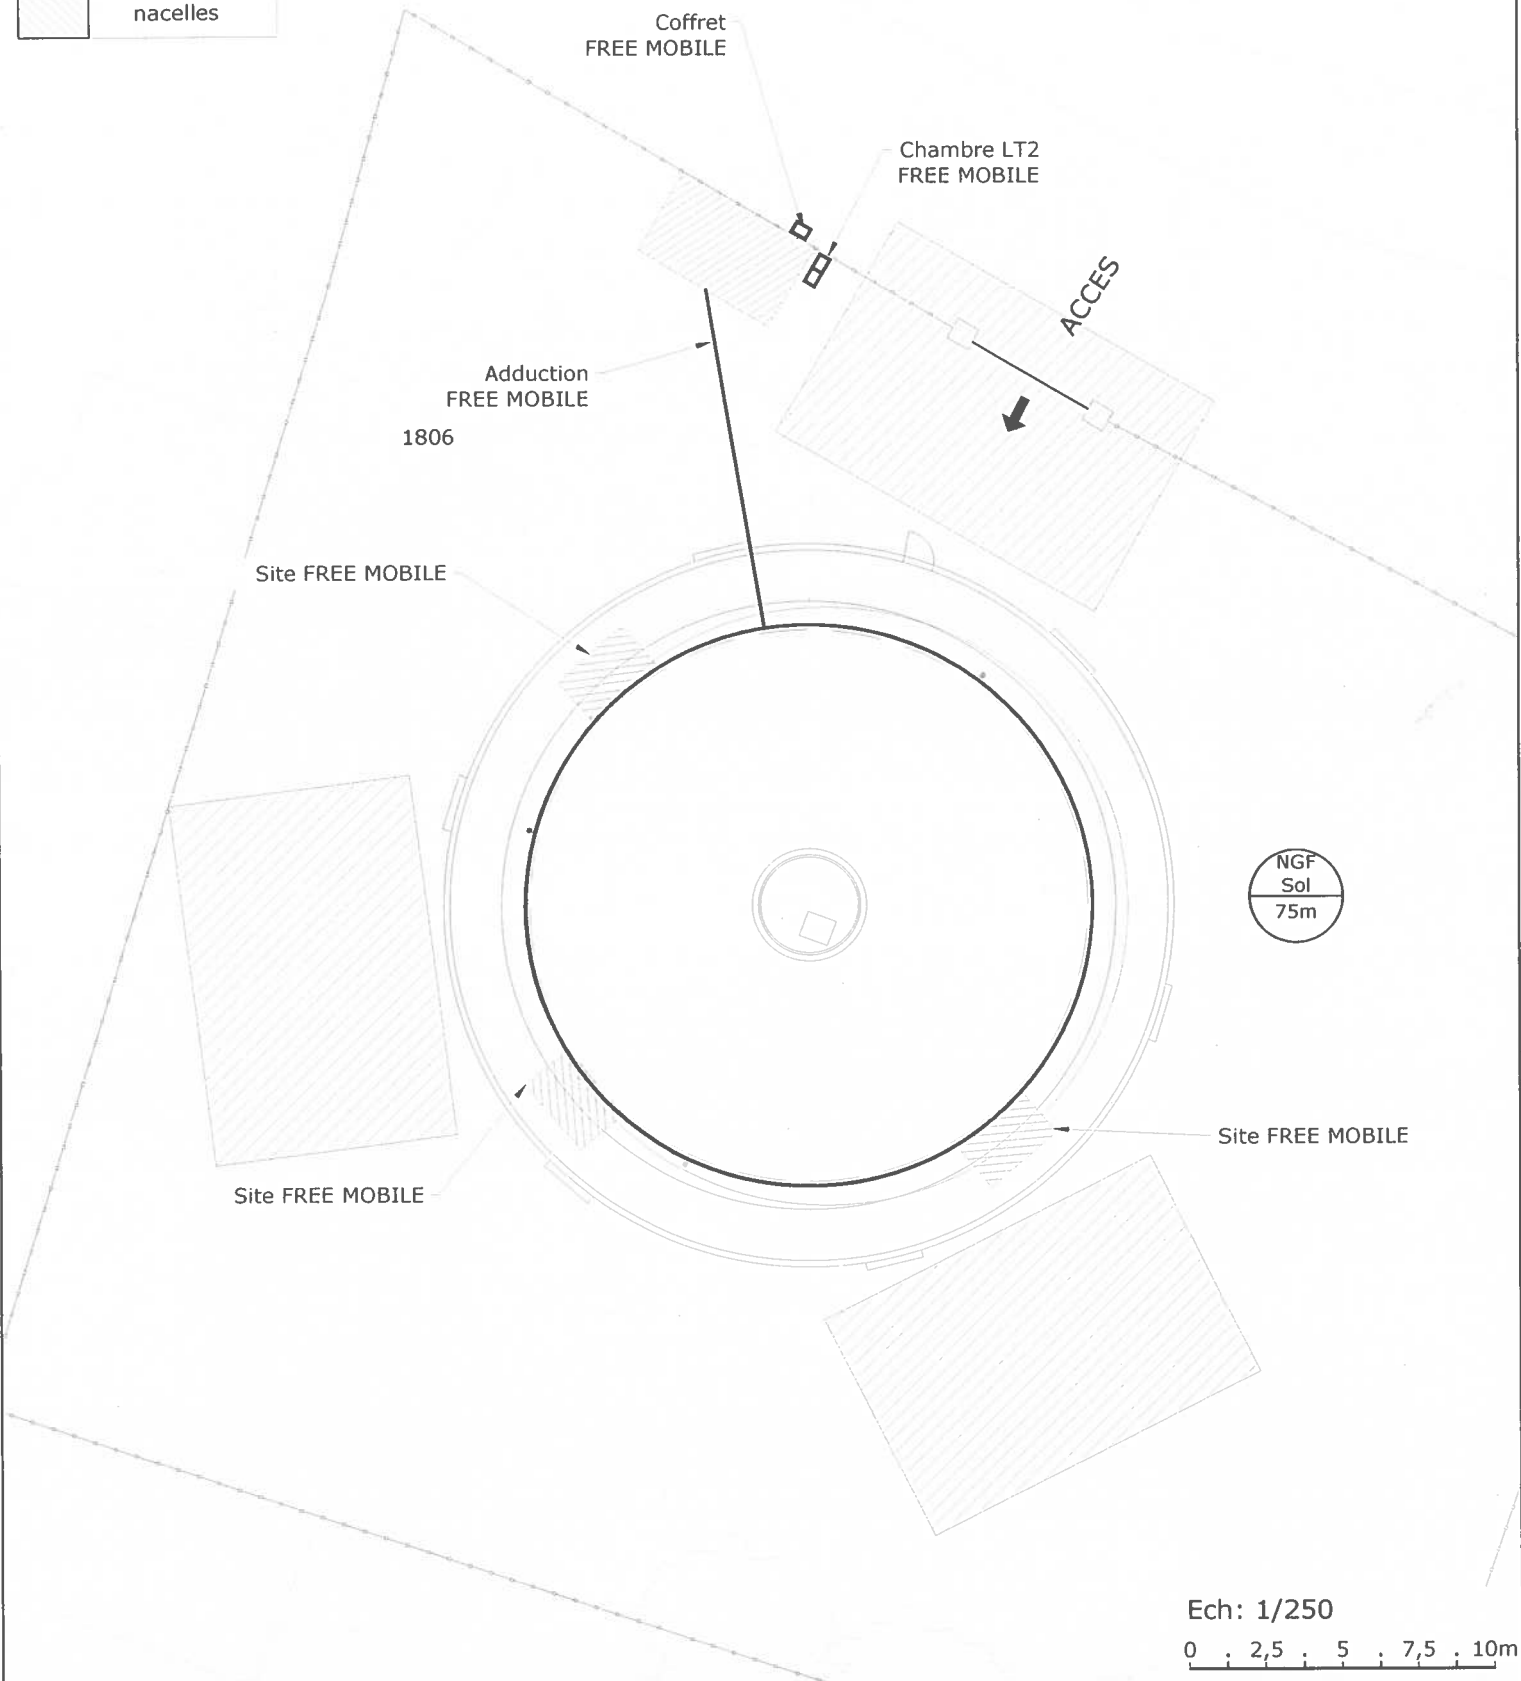 nacelles
Coffret
FREE MOBILE
Chambre LT2
FREE MOBILE
ACCES
Adduction
FREE MOBILE
1806
Site FREE MOBILE
NGF
Sol
75m
Site FREE MOBILE
Site FREE MOBILE
Ech: 1/250
0 . 2,5 . 5 . 7,5 . 10m